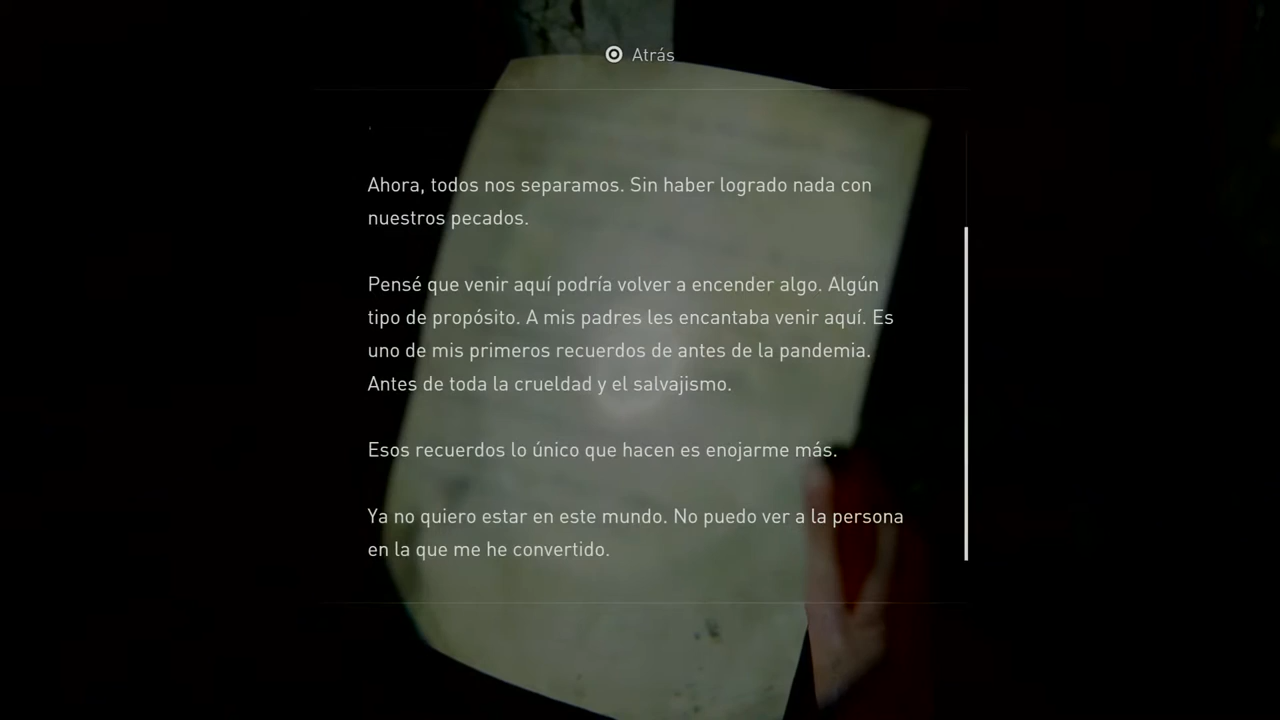 Atrás
Ahora, todos nos separamos. Sin haber logrado nada con
nuestros pecados.
Pensé que venir aquí podría volver a encender algo. Algún
tipo de propósito. A mis padres les encantaba venir aquí. Es
uno de mis primeros recuerdos de antes de la pandemia.
Antes de toda la crueldad y el salvajismo.
Esos recuerdos lo único que hacen es enojarme más.
Ya no quiero estar en este mundo. No puedo ver a la persona
en la que me he convertido.